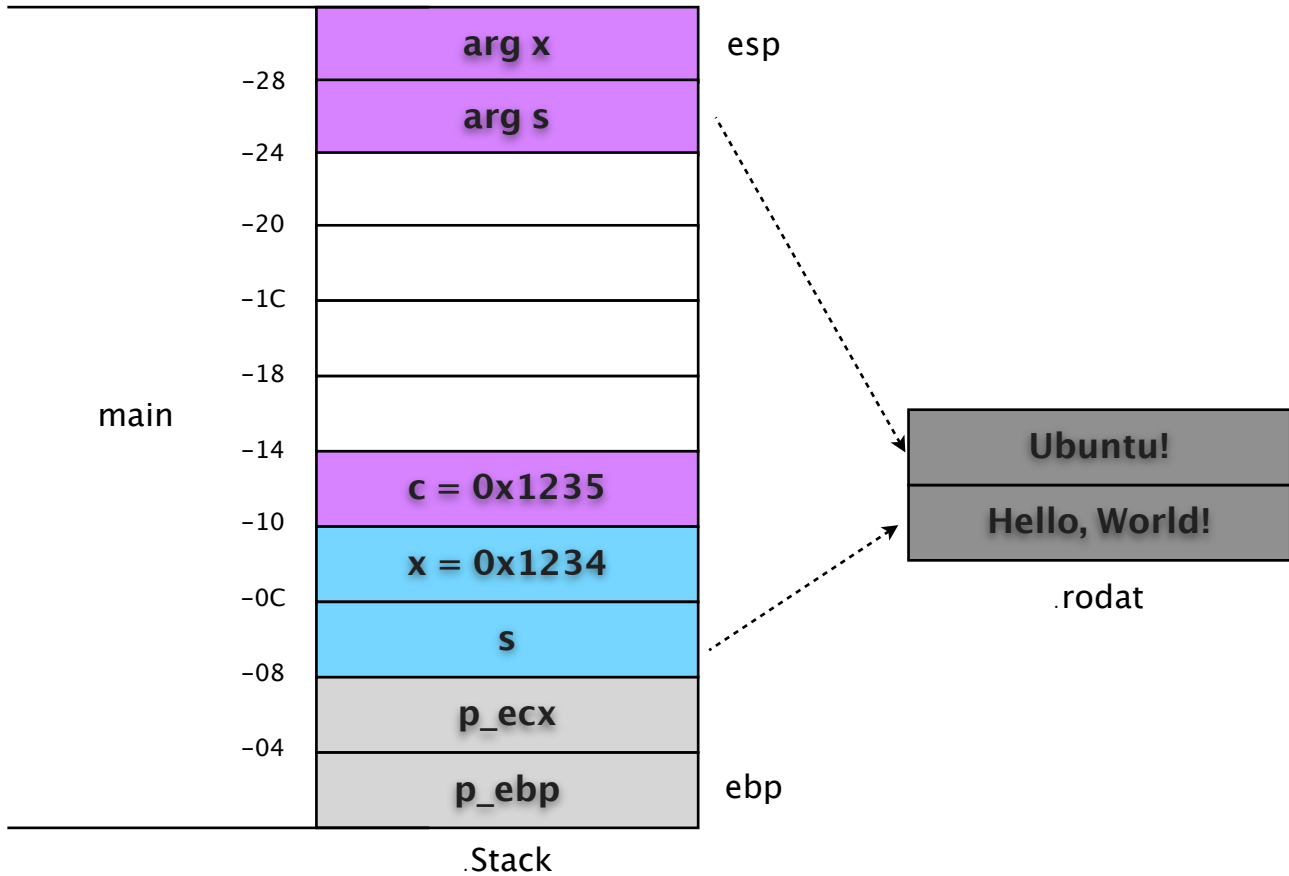 arg x
esp
-28
arg s
-24
-20
-1C
-18
main
-14
Ubuntu!
c = 0x1235
-10
Hello, World!
x = 0x1234
-0C
.rodat
s
-08
p_ecx
-04
p_ebp
ebp
.Stack